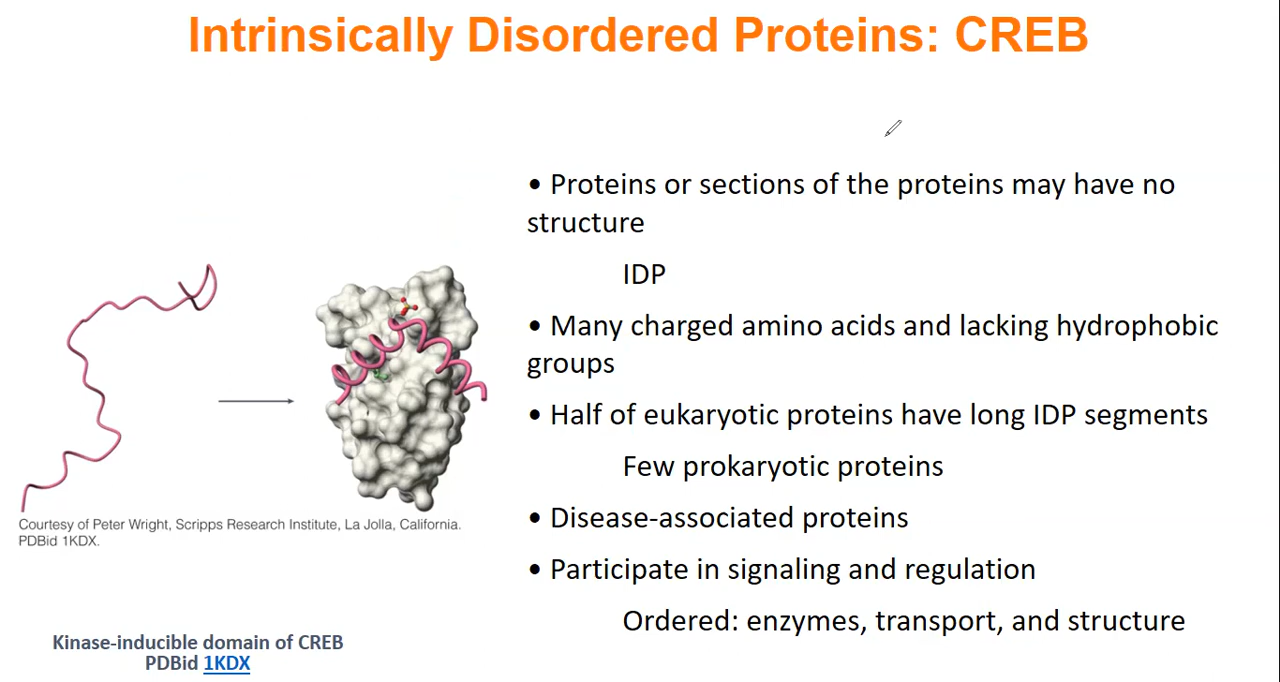 Intrinsically Disordered Proteins: CREB
• Proteins or sections of the proteins may have no
structure
IDP
• Many charged amino acids and lacking hydrophobic
groups
• Half of eukaryotic proteins have long IDP segments
Few prokaryotic proteins
• Disease-associated proteins
• Participate in signaling and regulation
Ordered: enzymes, transport, and structure
Courtesy of Peter Wright, Scripps Research Institute, La Jolla, California.
PDBid 1KDX.
Kinase-inducible domain of CREB
PDBid 1KDX